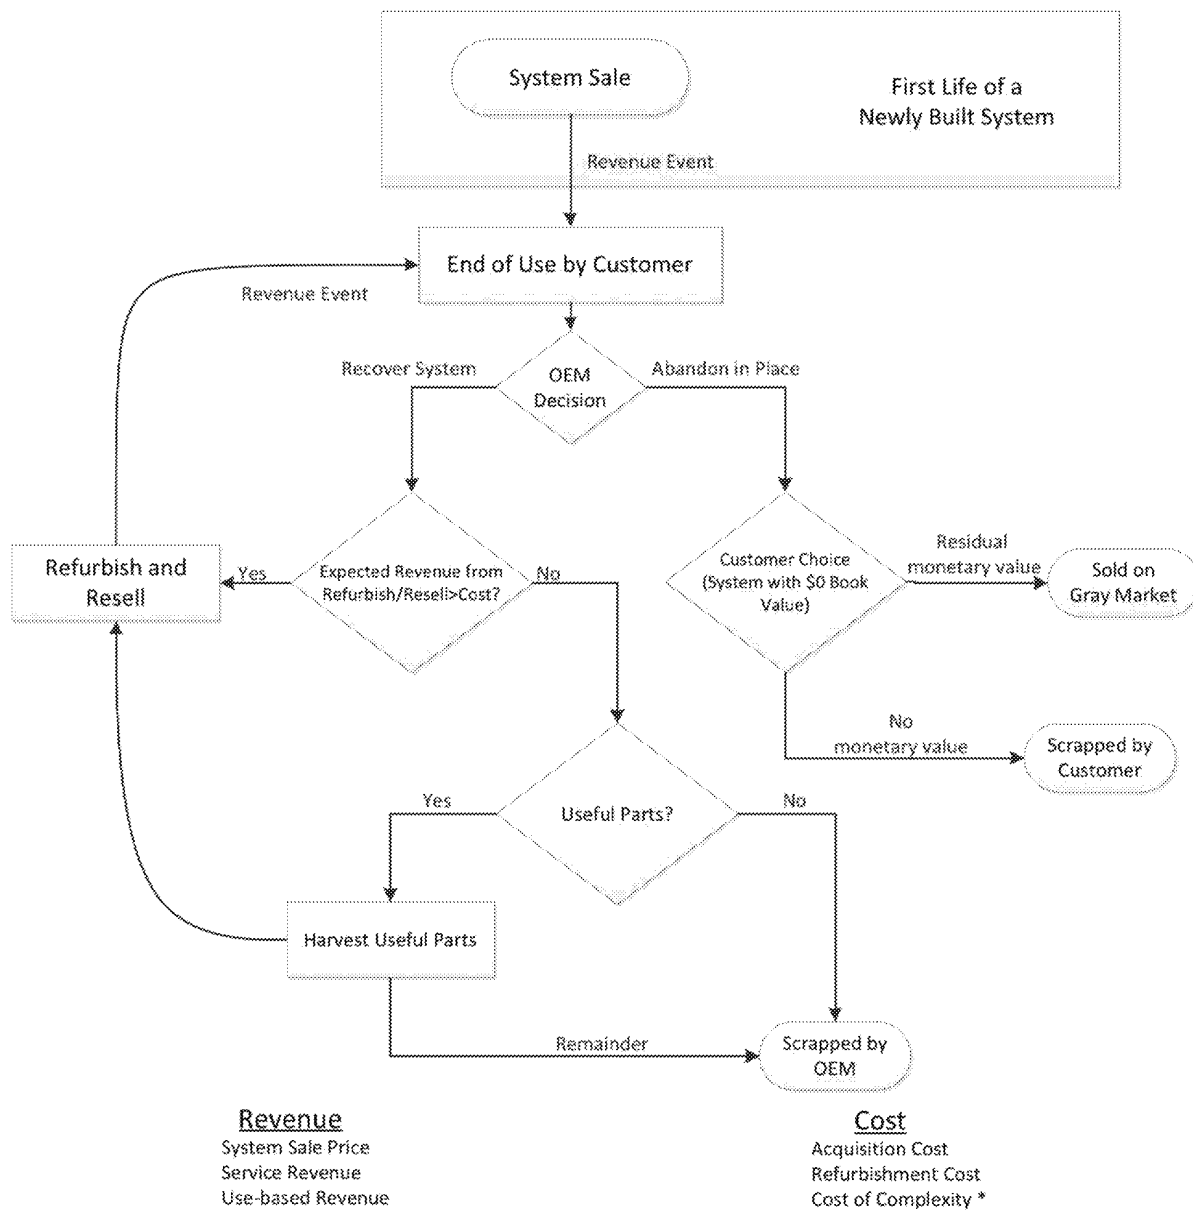 System Sale
First Life of a
Newly Built System
Revenue Event
End of Use by Customer
Revenue Event
Recover System
OEM
Decision
Abandon in Place
Refurbish and
Resell
Yes
Expected Revenue from
Refurbish/Resell>Cost?
No
Customer Choice
(System with $0 Book
Value)
Residual
monetary value
Sold on
Gray Market
No
monetary value
Scrapped by
Customer
Yes
Useful Parts?
No
Harvest Useful Parts
Remainder
Scrapped by
OEM
Revenue
System Sale Price
Service Revenue
Use-based Revenue
Cost
Acquisition Cost
Refurbishment Cost
Cost of Complexity *